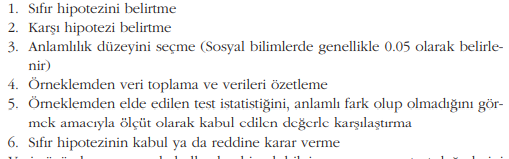 1. Sıfır hipotezini belirtme
2. Karşı hipotezi belirtme
3. Anlamlılık düzeyini seçme (Sosyal bilimlerde genellikle 0.05 olarak belirle-
nir)
4. Örneklemden veri toplama ve verileri özetleme
5. Örneklemden elde edilen test istatistiğini, anlamlı fark olup olmadığını gör-
mek amacıyla ölçüt olarak kabul edilen değerle karşılaştırma
6. Sıfır hipotezinin kabul ya da reddine karar verme